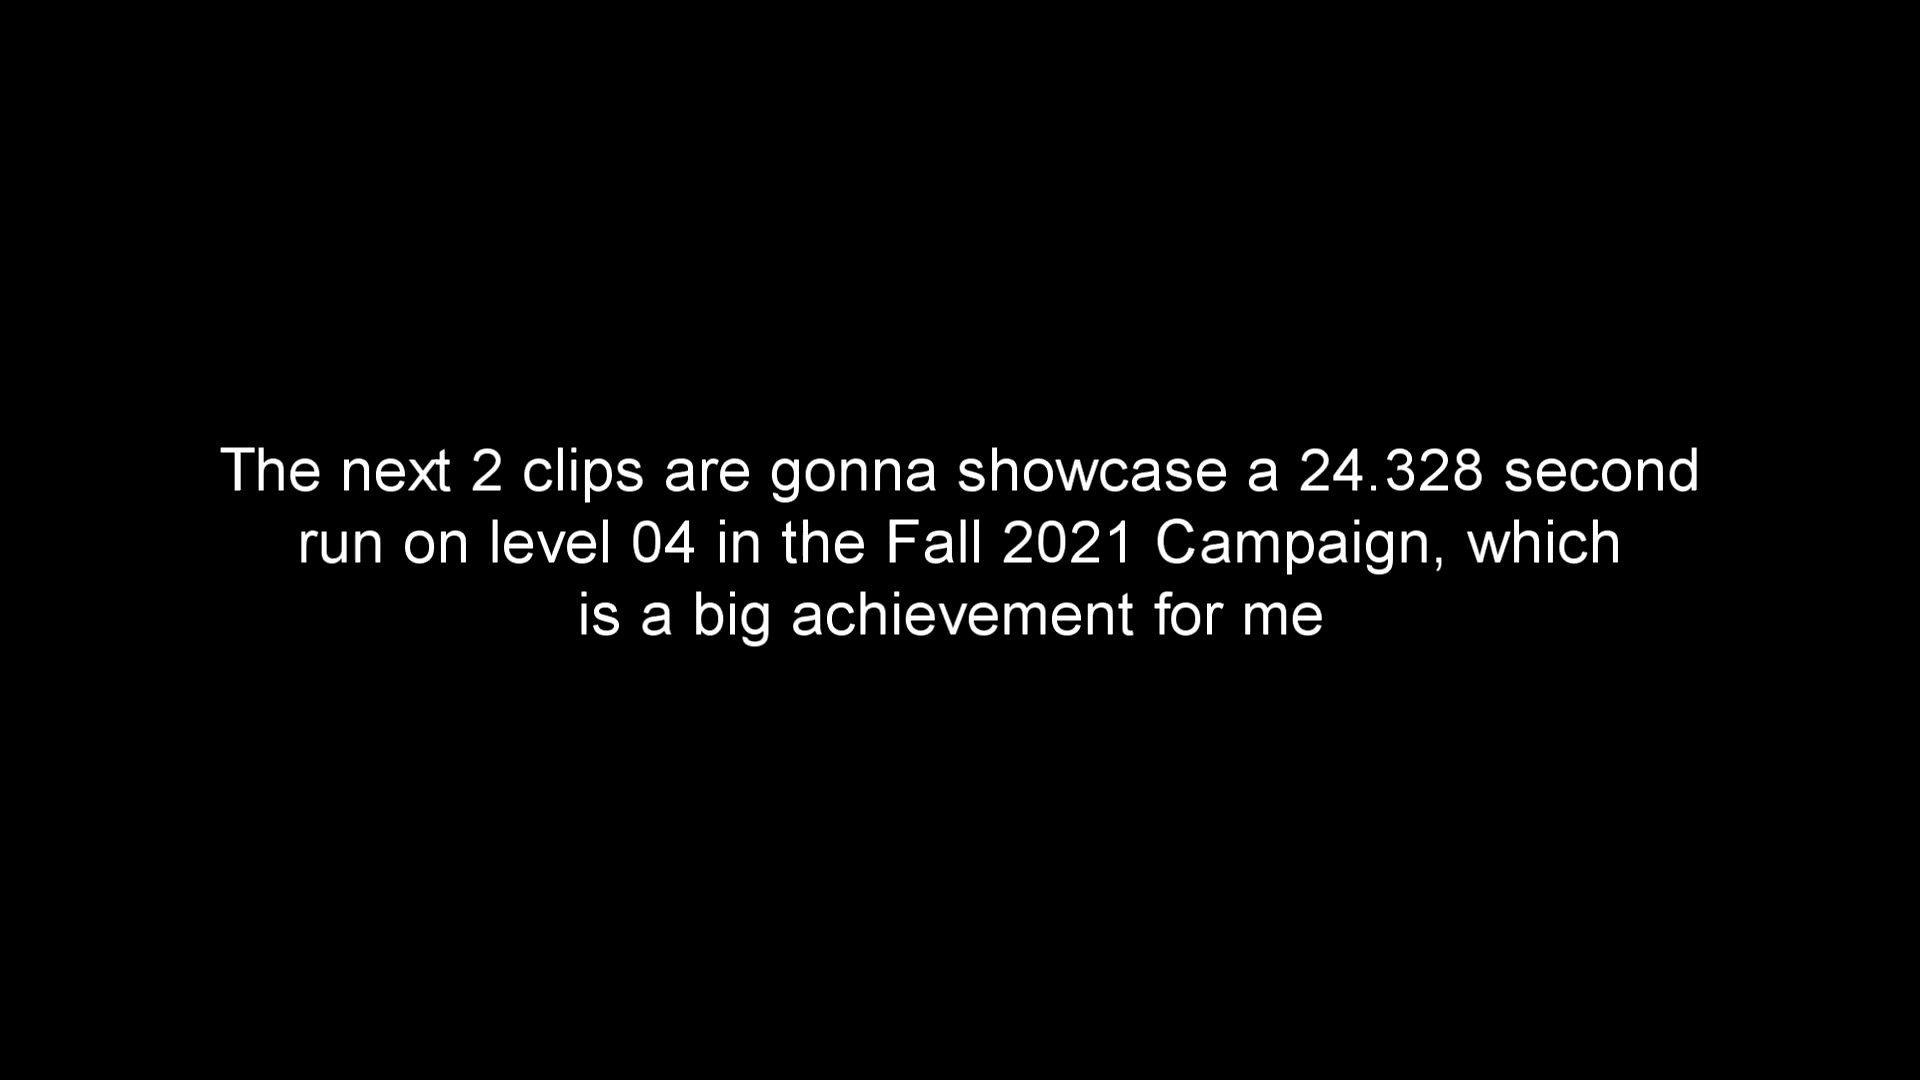 The next 2 clips are gonna showcase a 24.328 second
run on level 04 in the Fall 2021 Campaign, which
is a big achievement for me